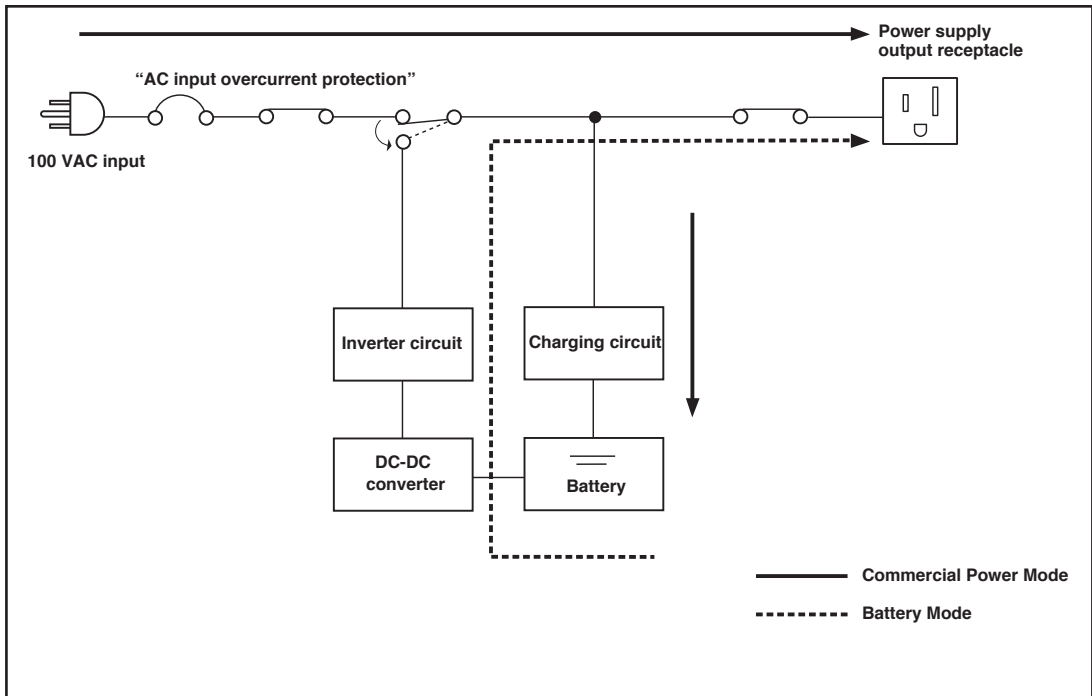 Power supply
output receptacle
“AC input overcurrent protection”
100 VAC input
Inverter circuit
Charging circuit
DC-DC
converter
Battery
Commercial Power Mode
Battery Mode